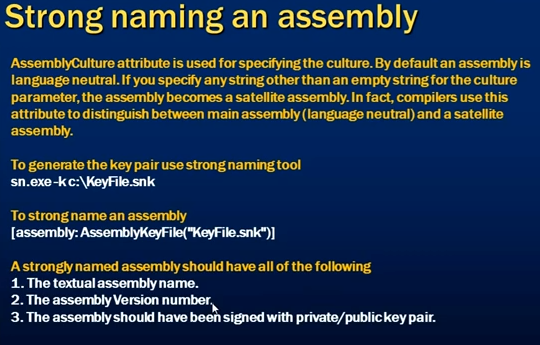 Strong naming an assembly
AssemblyCulture attribute is used for specifying the culture. By default an assembly is
language neutral. If you specify any string other than an empty string for the culture
parameter, the assembly becomes a satellite assembly. In fact, compilers use this
attribute to distinguish between main assembly (language neutral) and a satellite
assembly.
To generate the key pair use strong naming tool
sn.exe -k c:\KeyFile.snk
To strong name an assembly
[assembly: AssemblyKeyFile("KeyFile.snk")]
A strongly named assembly should have all of the following
1. The textual assembly name.
2. The assembly Version number.
3. The assembly should have been signed with private/public key pair.